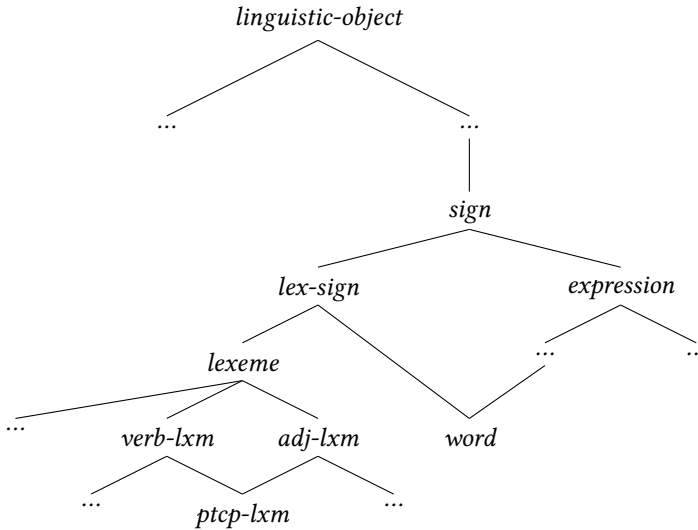 linguistic-object
... ...
sign
lex-sign expression
... ..
lexeme
...
verb-lxm adj-lxm word
... ...
ptcp-lxm